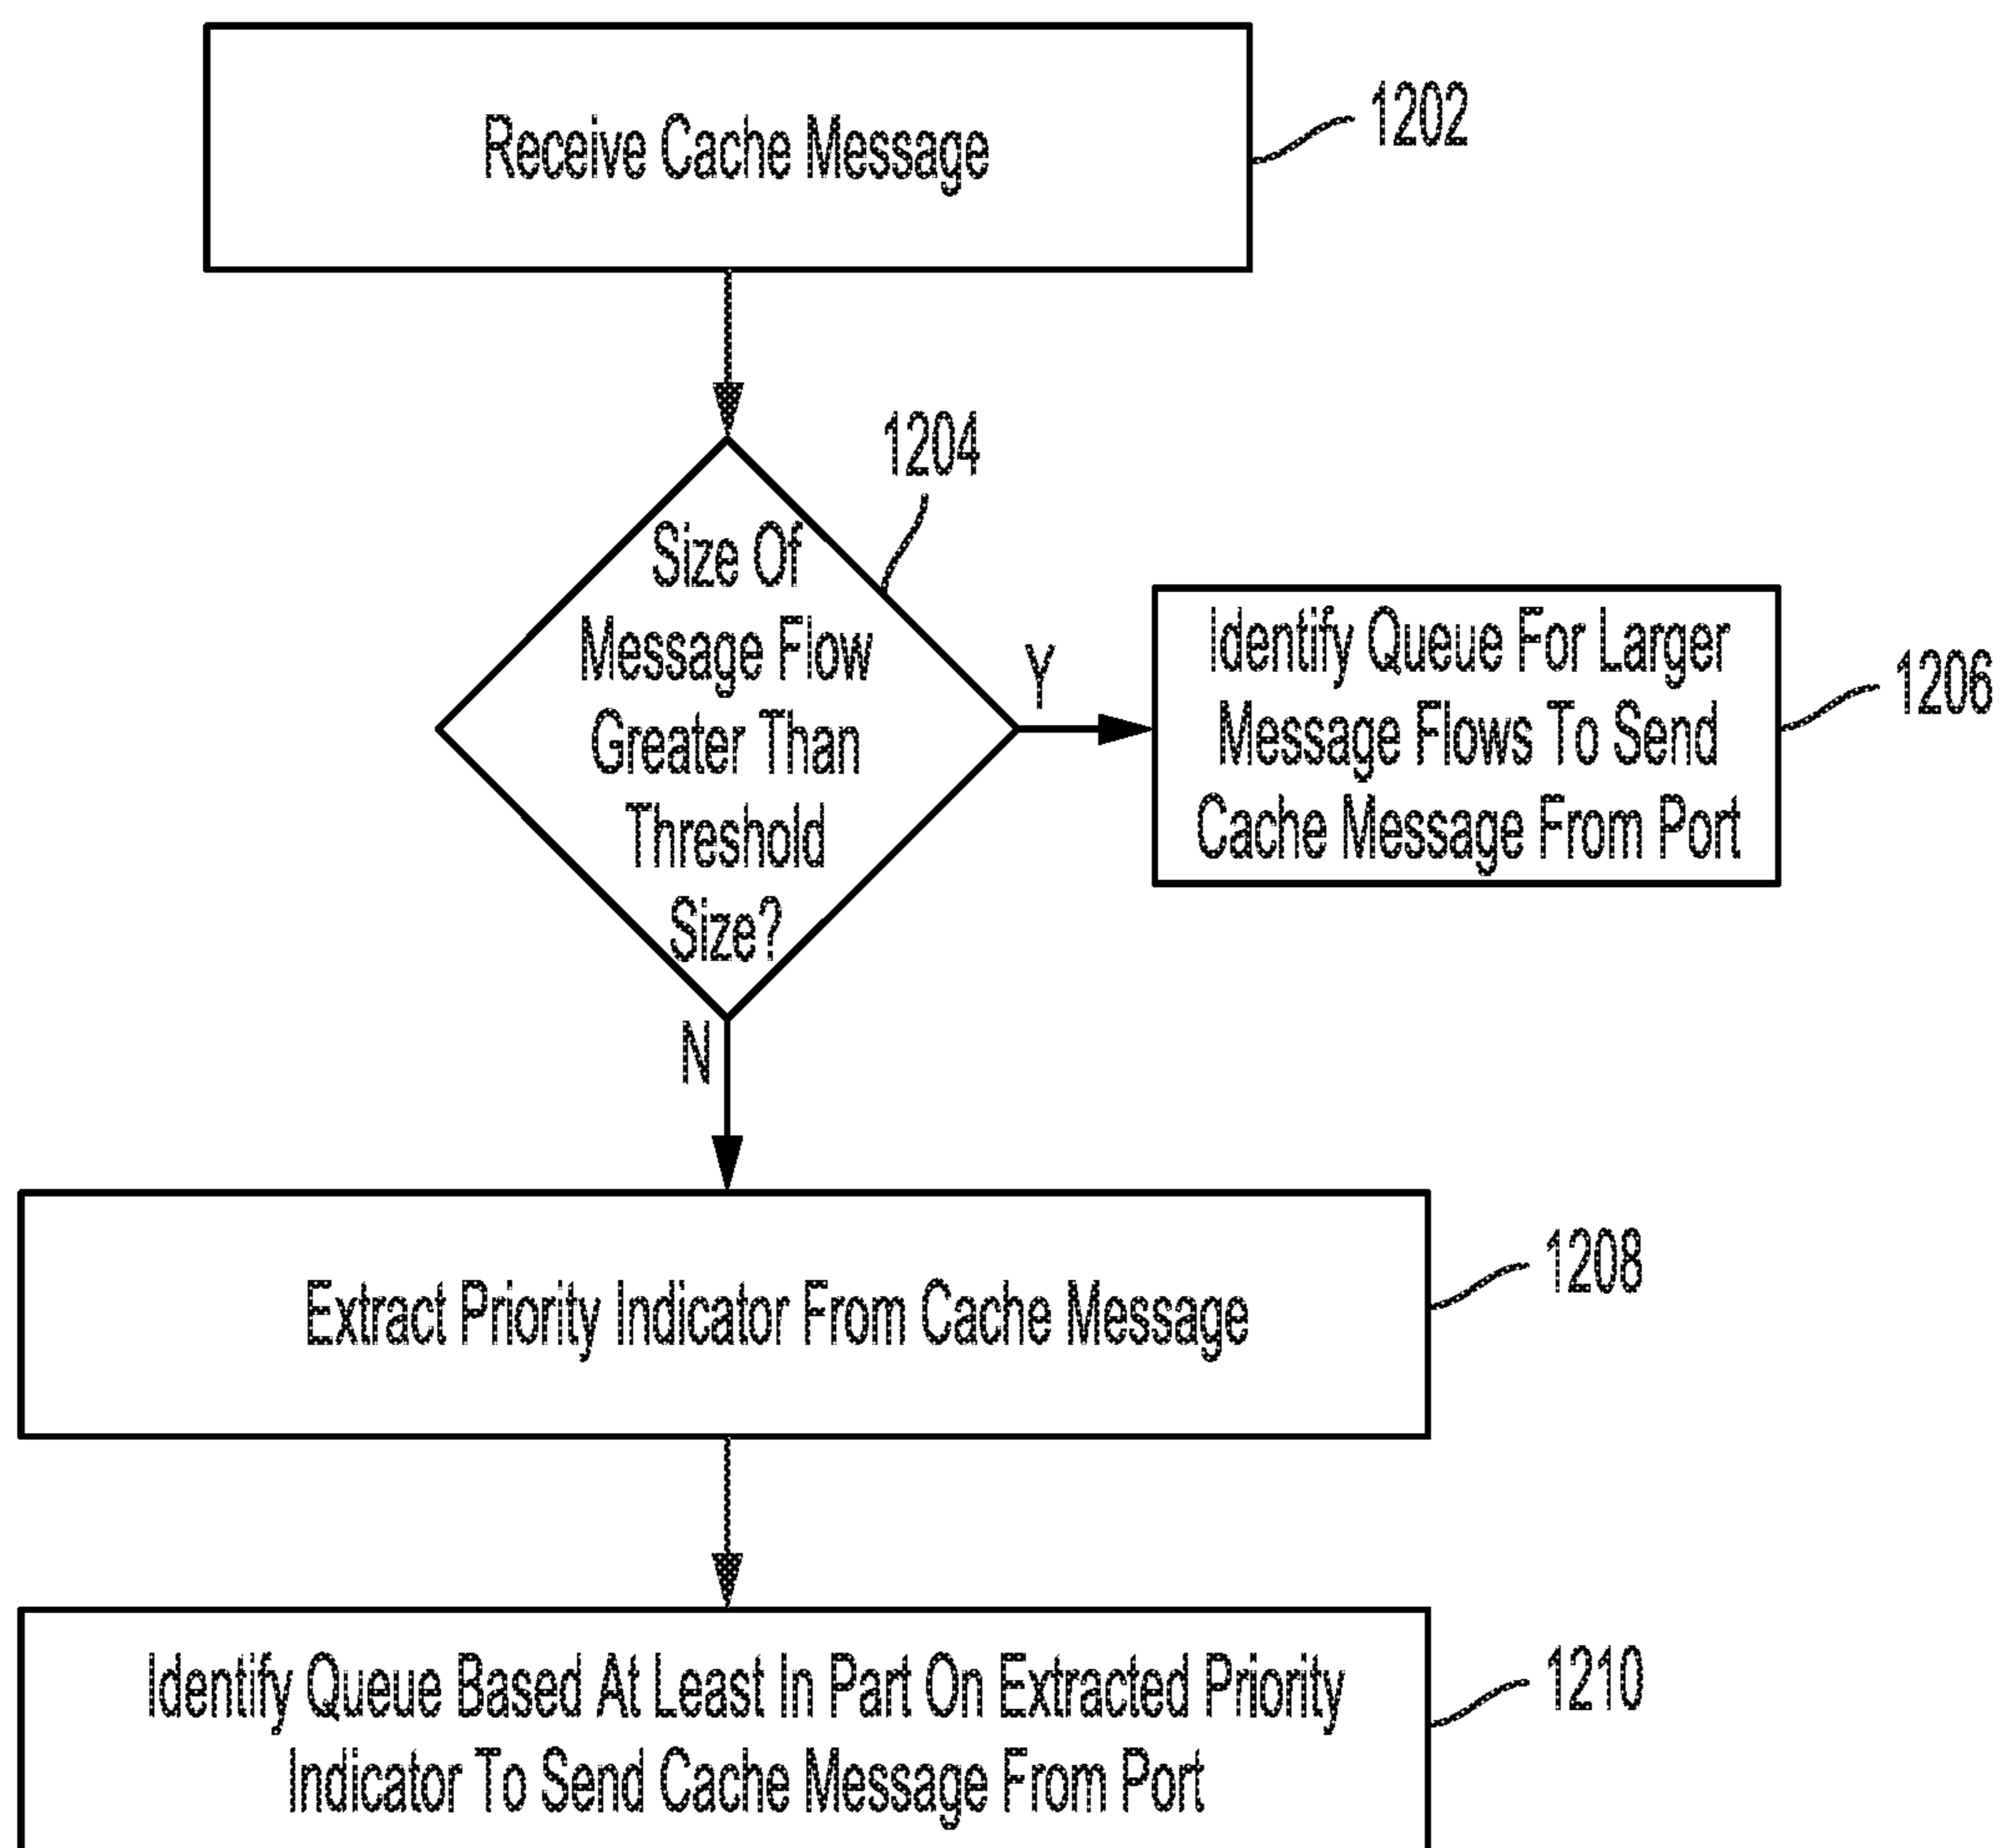 Receive Cache Message
1202
1204
Size Of
Message Flow
Greater Than
Threshold
Size?
Y
Identify Queue For Larger
Message Flows To Send
Cache Message From Port
1206
N
Extract Priority Indicator From Cache Message
1208
Identify Queue Based At Least In Part On Extracted Priority
Indicator To Send Cache Message From Port
1210